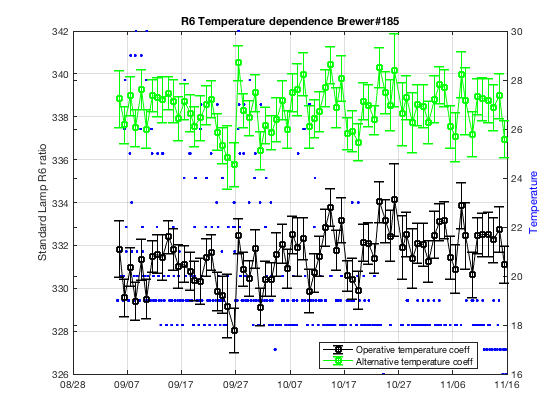 R6 Temperature dependence Brewer#185
Standard Lamp R6 ratio
342
340
338
336
334
332
330
328
326
30
28
26
24
22
20
18
16
Temperature
Operative temperature coeff
Alternative temperature coeff
08/28 09/07 09/17 09/27 10/07 10/17 10/27 11/06 11/16